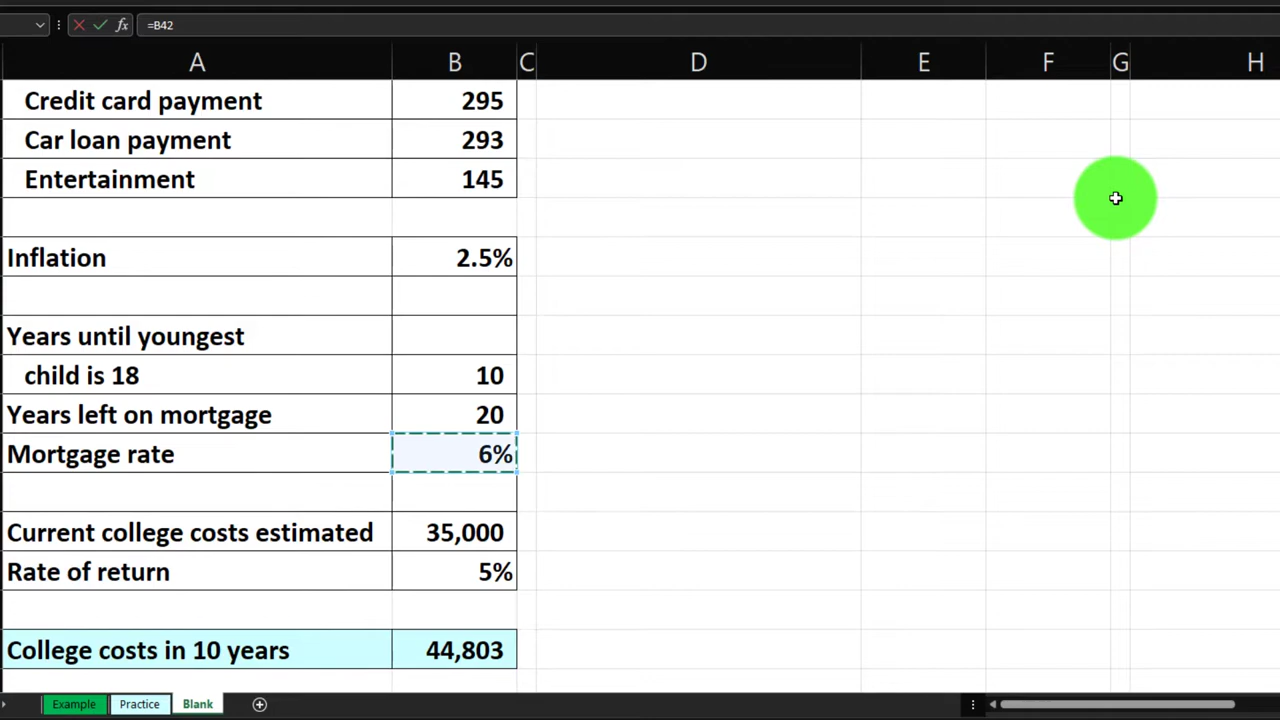 fx =B42
A B C D E F G H
Credit card payment 295
Car loan payment 293
Entertainment 145
Inflation 2.5%
Years until youngest
child is 18 10
Years left on mortgage 20
Mortgage rate 6%
Current college costs estimated 35,000
Rate of return 5%
College costs in 10 years 44,803
Example Practice Blank